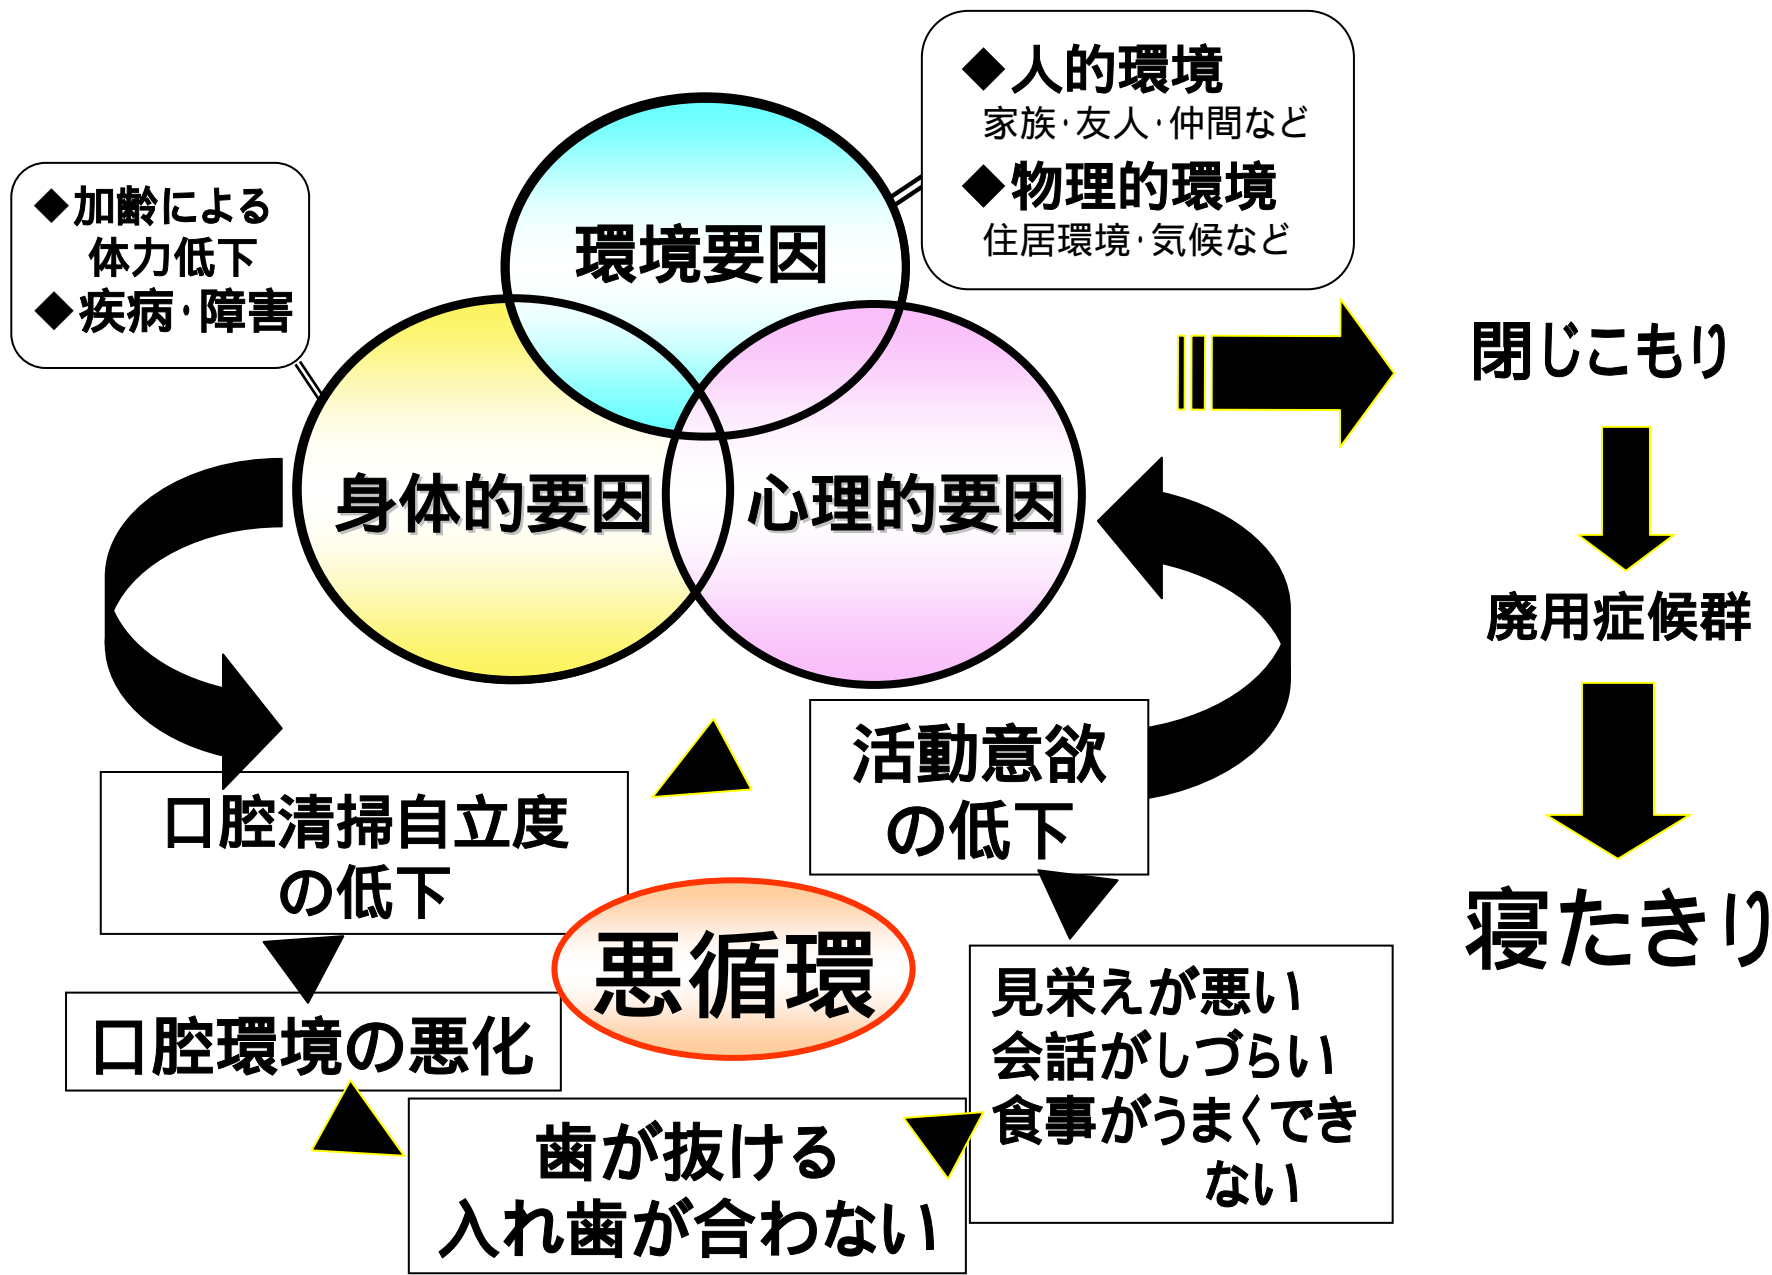 ◆人的環境
家族・友人・仲間など
◆物理的環境
住居環境・気候など
◆加齢による
体力低下
◆疾病・障害
環境要因
身体的要因
心理的要因
閉じこもり
廃用症候群
寝たきり
活動意欲
の低下
口腔清掃自立度
の低下
悪循環
口腔環境の悪化
見栄えが悪い
会話がしづらい
食事がうまくでき
ない
歯が抜ける
入れ歯が合わない